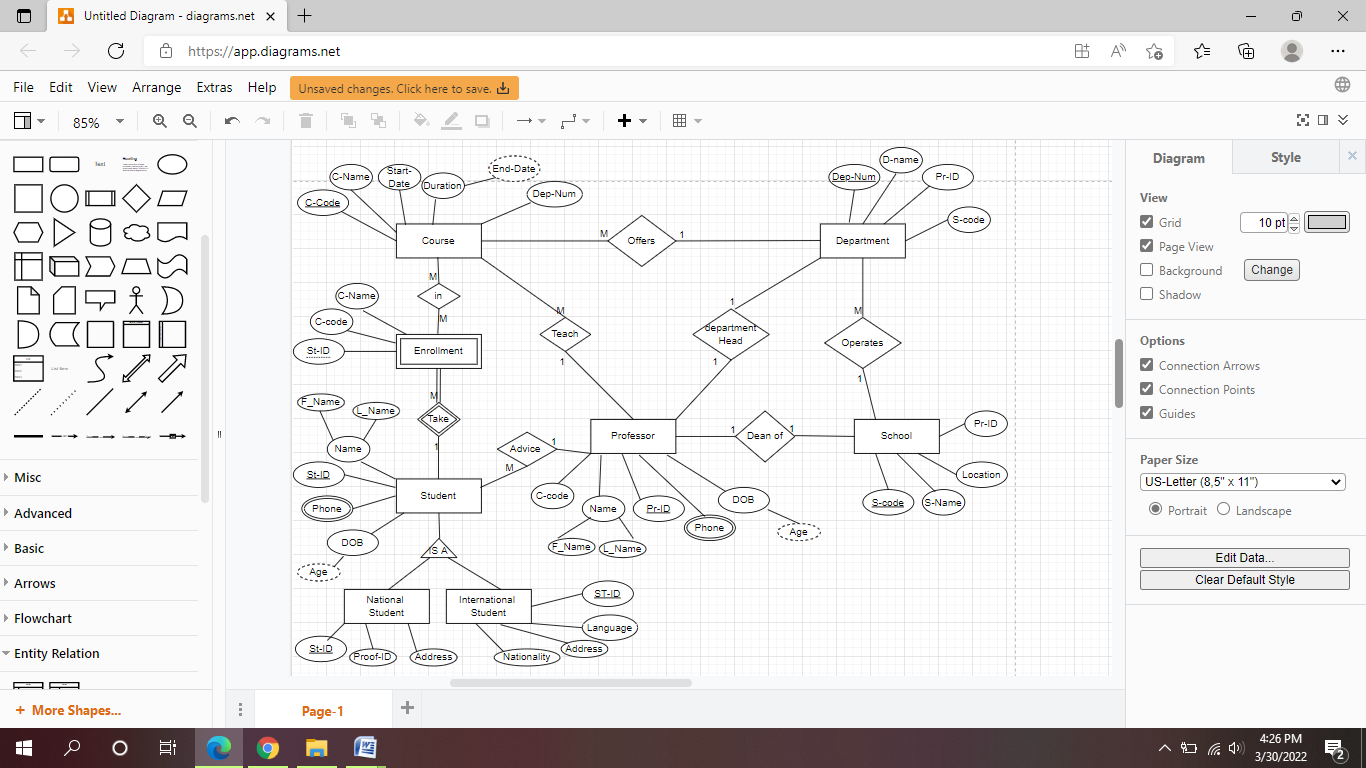 Untitled Diagram - diagrams.net
https://app.diagrams.net
File Edit View Arrange Extras Help
Unsaved changes. Click here to save.
85%
Text
Heading
List Item
Misc
Advanced
Basic
Arrows
Flowchart
Entity Relation
+ More Shapes...
C-Name
Start-
Date
Duration
End-Date
Dep-Num
C-Code
Course
M
Offers
1
Department
Dep-Num
D-name
Pr-ID
S-code
M
in
M
C-Name
C-code
St-ID
Enrollment
M
Take
1
M
Teach
1
1
department
Head
1
M
Operates
1
F_Name
L_Name
Name
St-ID
Phone
DOB
Age
Student
Advice
1
M
Professor
1
Dean of
1
School
Pr-ID
Location
S-Name
S-code
C-code
Name
F_Name
L_Name
Pr-ID
Phone
DOB
Age
IS A
National
Student
International
Student
St-ID
Proof-ID
Address
ST-ID
Language
Address
Nationality
Diagram
Style
View
Grid
10 pt
Page View
Background
Change
Shadow
Options
Connection Arrows
Connection Points
Guides
Paper Size
US-Letter (8,5" x 11")
Portrait
Landscape
Edit Data...
Clear Default Style
Page-1
4:26 PM
3/30/2022
2